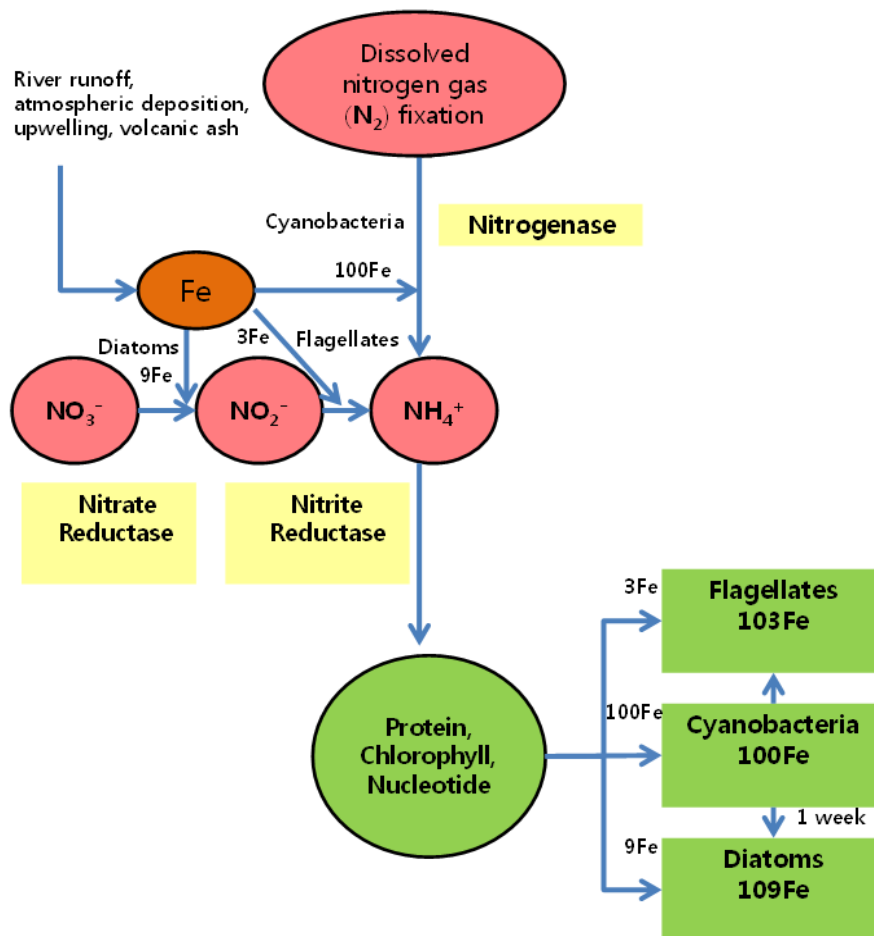 Dissolved
nitrogen gas
(N₂) fixation
River runoff,
atmospheric deposition,
upwelling, volcanic ash
Cyanobacteria
Nitrogenase
100Fe
Fe
3Fe
Flagellates
Diatoms
9Fe
NO₃⁻
NO₂⁻
NH₄⁺
Nitrate
Reductase
Nitrite
Reductase
3Fe
Flagellates
103Fe
100Fe
Cyanobacteria
100Fe
Protein,
Chlorophyll,
Nucleotide
1 week
9Fe
Diatoms
109Fe